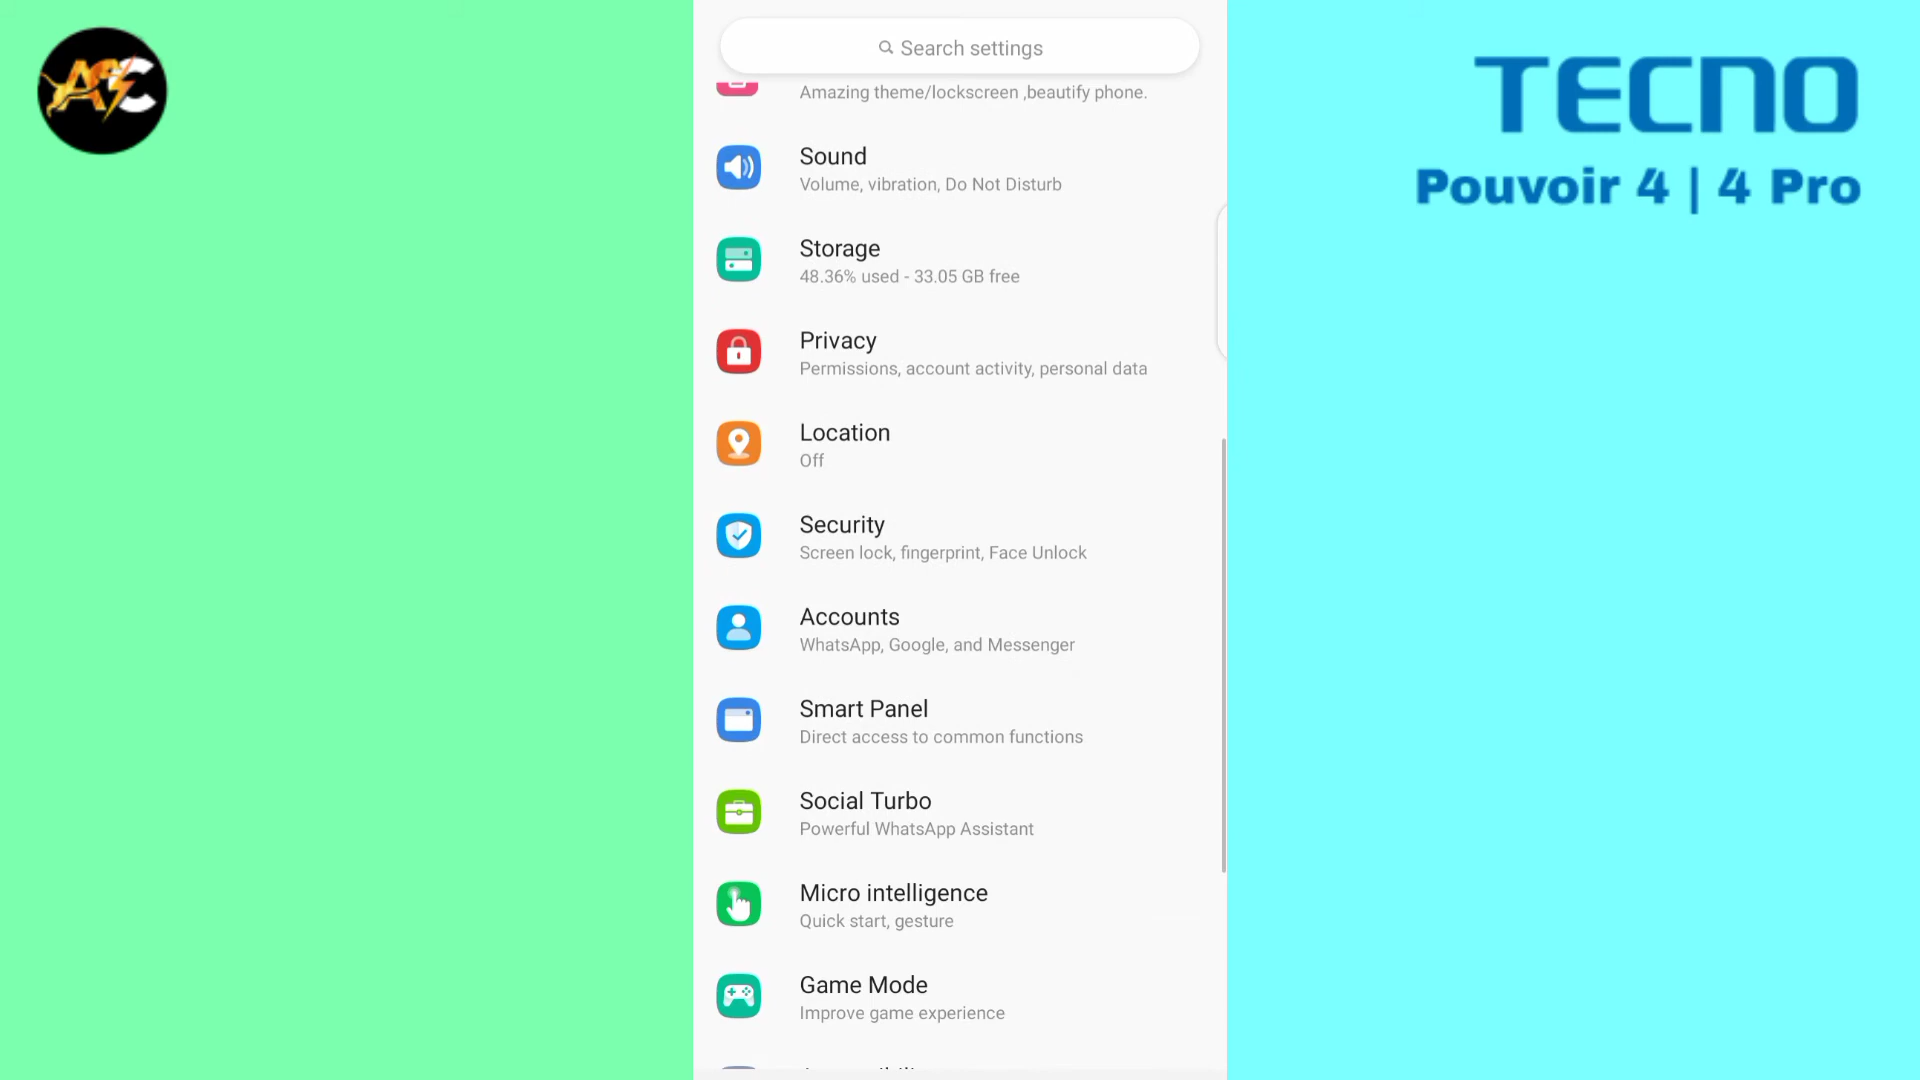 AC
TECNO
Pouvoir 4 | 4 Pro
Search settings
Amazing theme/lockscreen ,beautify phone.
Sound
Volume, vibration, Do Not Disturb
Storage
48.36% used - 33.05 GB free
Privacy
Permissions, account activity, personal data
Location
Off
Security
Screen lock, fingerprint, Face Unlock
Accounts
WhatsApp, Google, and Messenger
Smart Panel
Direct access to common functions
Social Turbo
Powerful WhatsApp Assistant
Micro intelligence
Quick start, gesture
Game Mode
Improve game experience